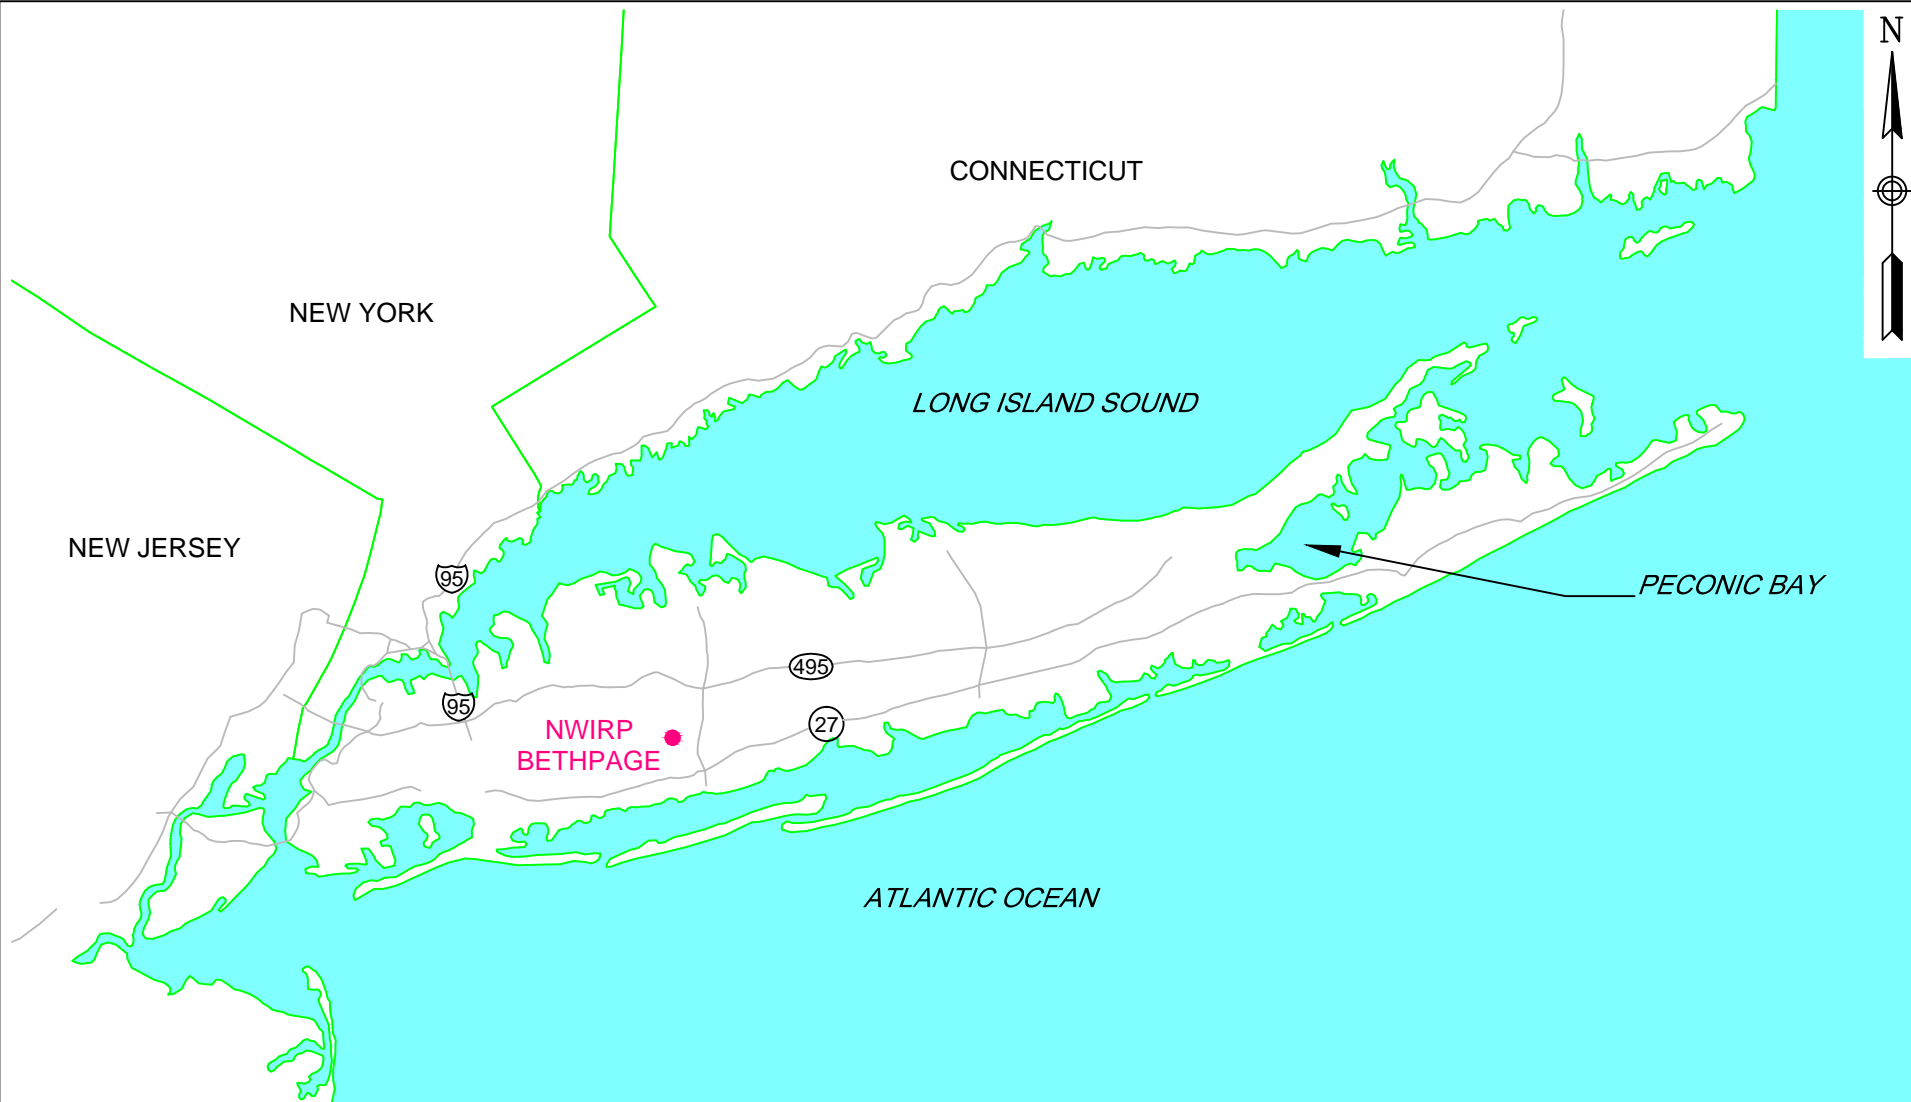 N
CONNECTICUT
NEW YORK
LONG ISLAND SOUND
NEW JERSEY
95
PECONIC BAY
495
95
27
NWIRP
BETHPAGE
ATLANTIC OCEAN